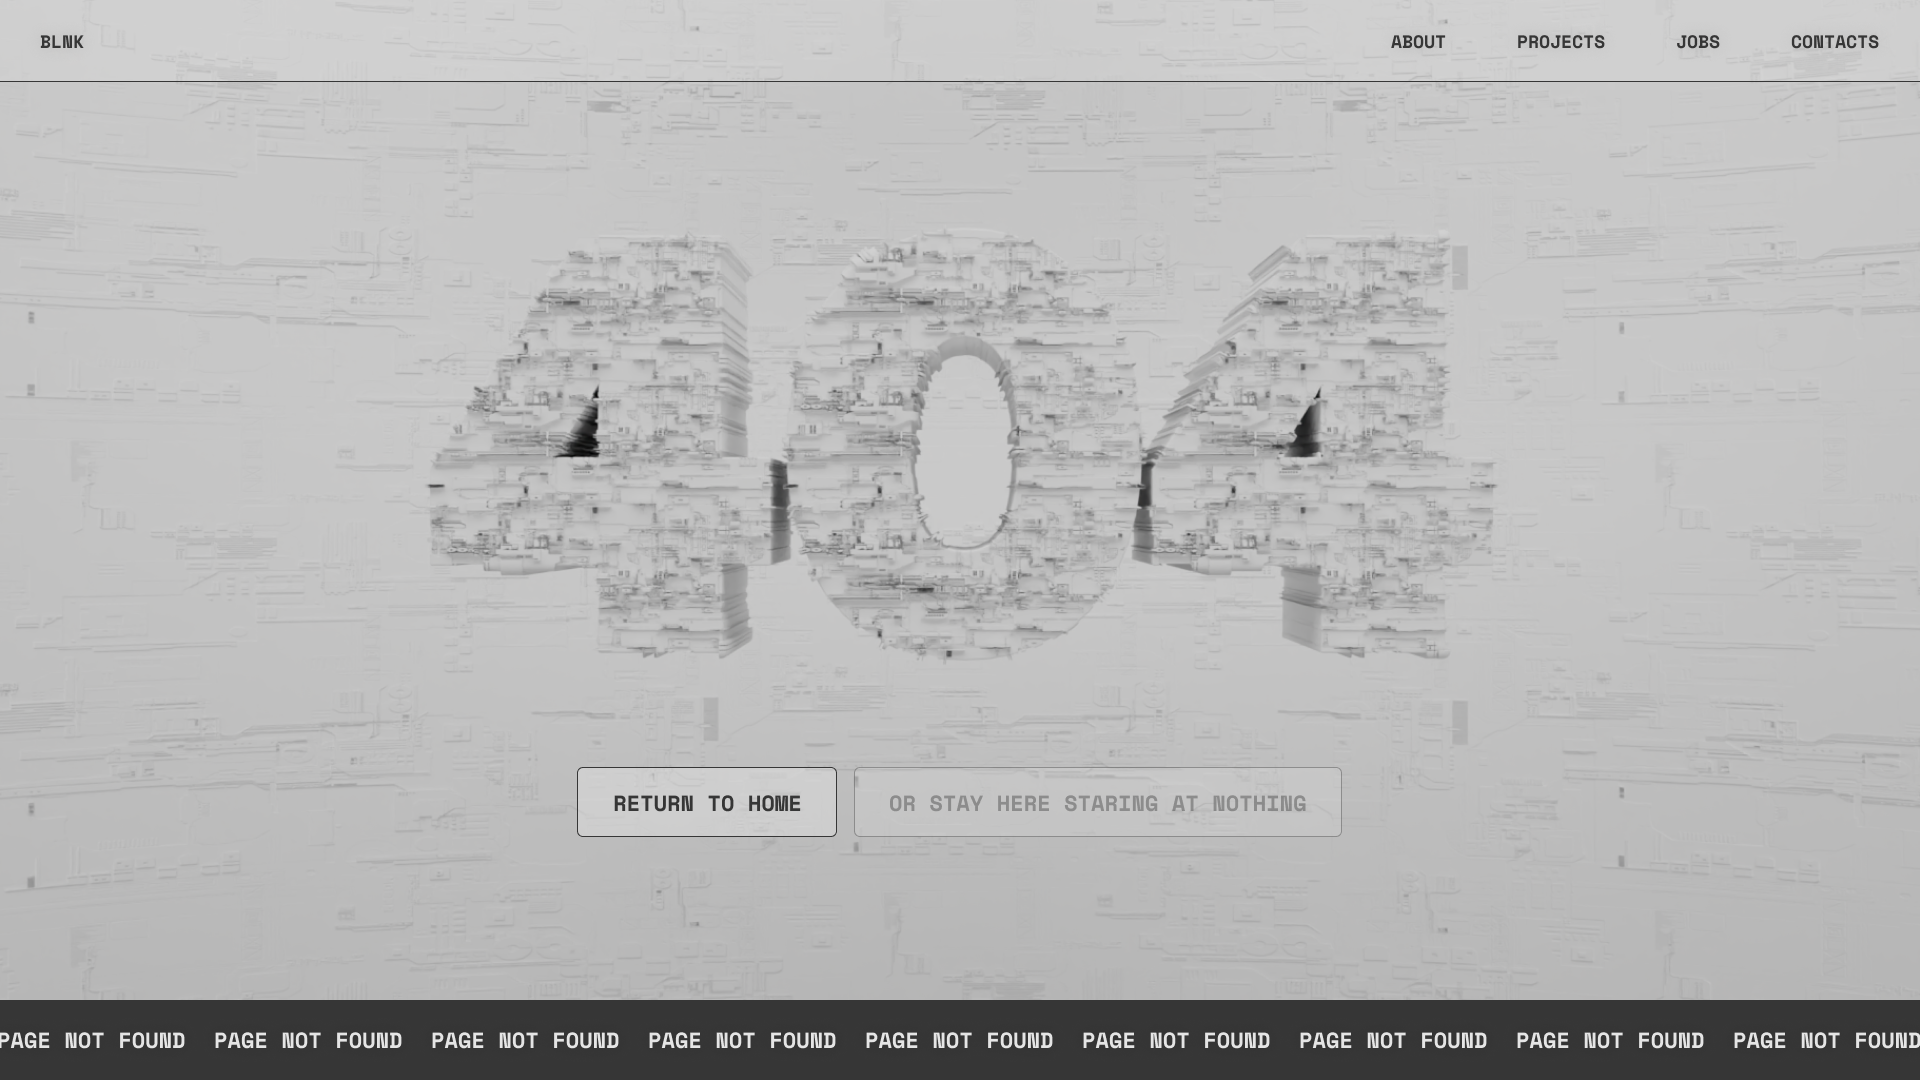 BLNK ABOUT PROJECTS JOBS CONTACTS
404
RETURN TO HOME OR STAY HERE STARING AT NOTHING
PAGE NOT FOUND PAGE NOT FOUND PAGE NOT FOUND PAGE NOT FOUND PAGE NOT FOUND PAGE NOT FOUND PAGE NOT FOUND PAGE NOT FOUND PAGE NOT FOUND